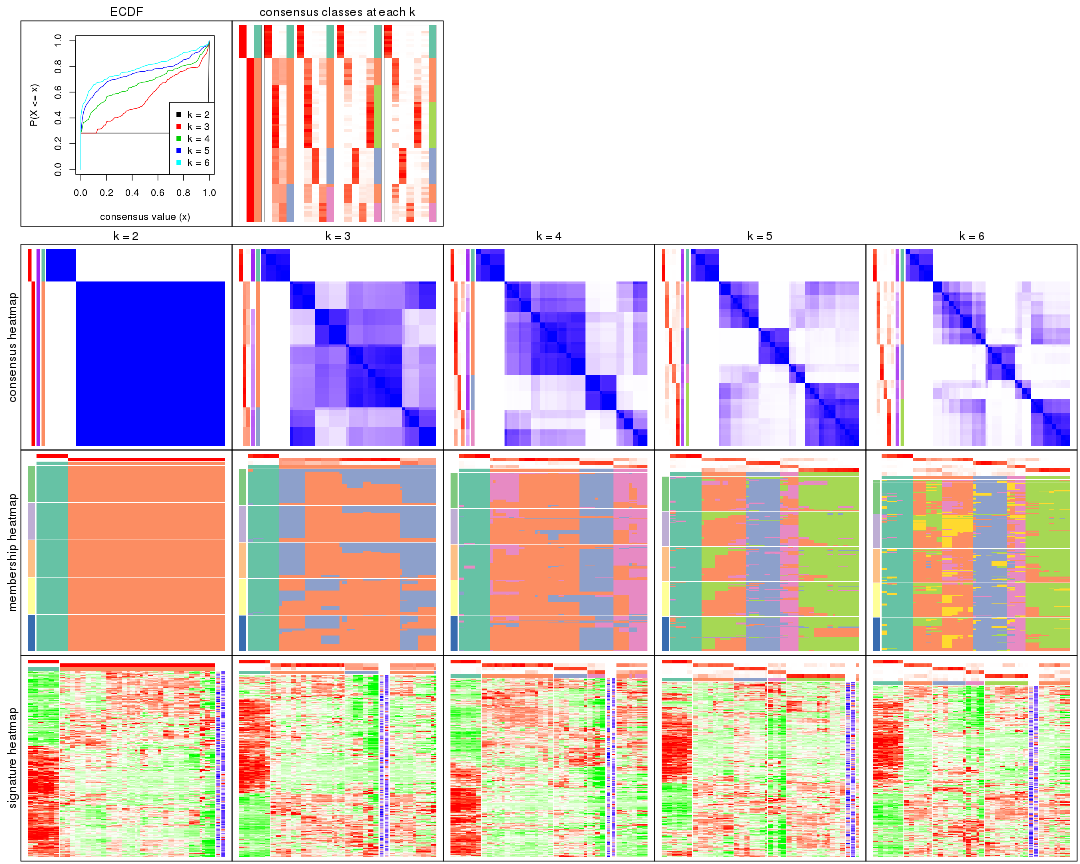 ECDF
consensus classes at each k
P(X <= x)
1.0
0.8
0.6
0.4
0.2
0.0
k = 2
k = 3
k = 4
k = 5
k = 6
0.0 0.2 0.4 0.6 0.8 1.0
consensus value (x)
k = 2
k = 3
k = 4
k = 5
k = 6
consensus heatmap
membership heatmap
signature heatmap